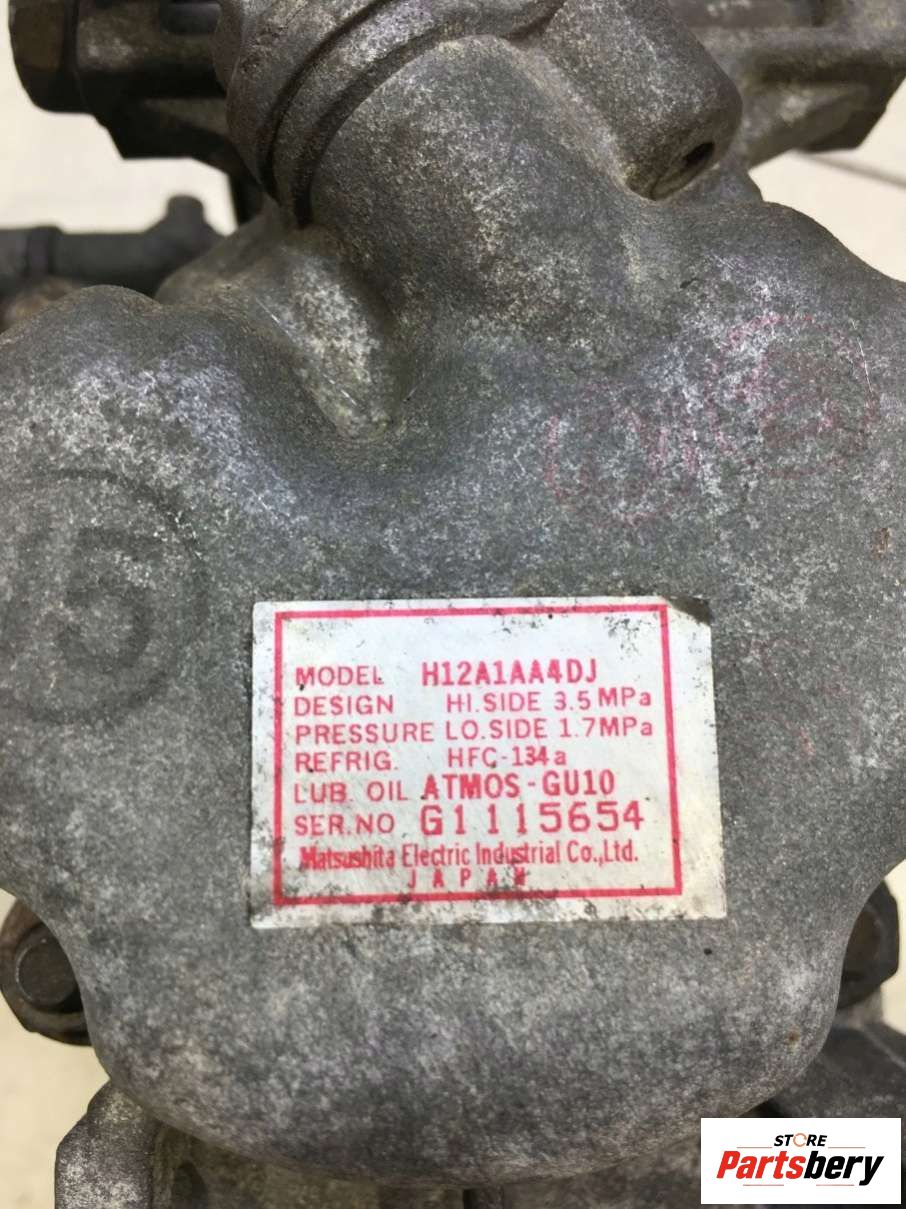 5
MODEL H12A1AA4DJ
DESIGN HI.SIDE 3.5MPa
PRESSURE LO.SIDE 1.7MPa
REFRIG. HFC-134a
LUB. OIL ATMOS-GU10
SER.NO G1115654
Matsushita Electric Industrial Co.,Ltd.
JAPAN
STORE
Partsbery